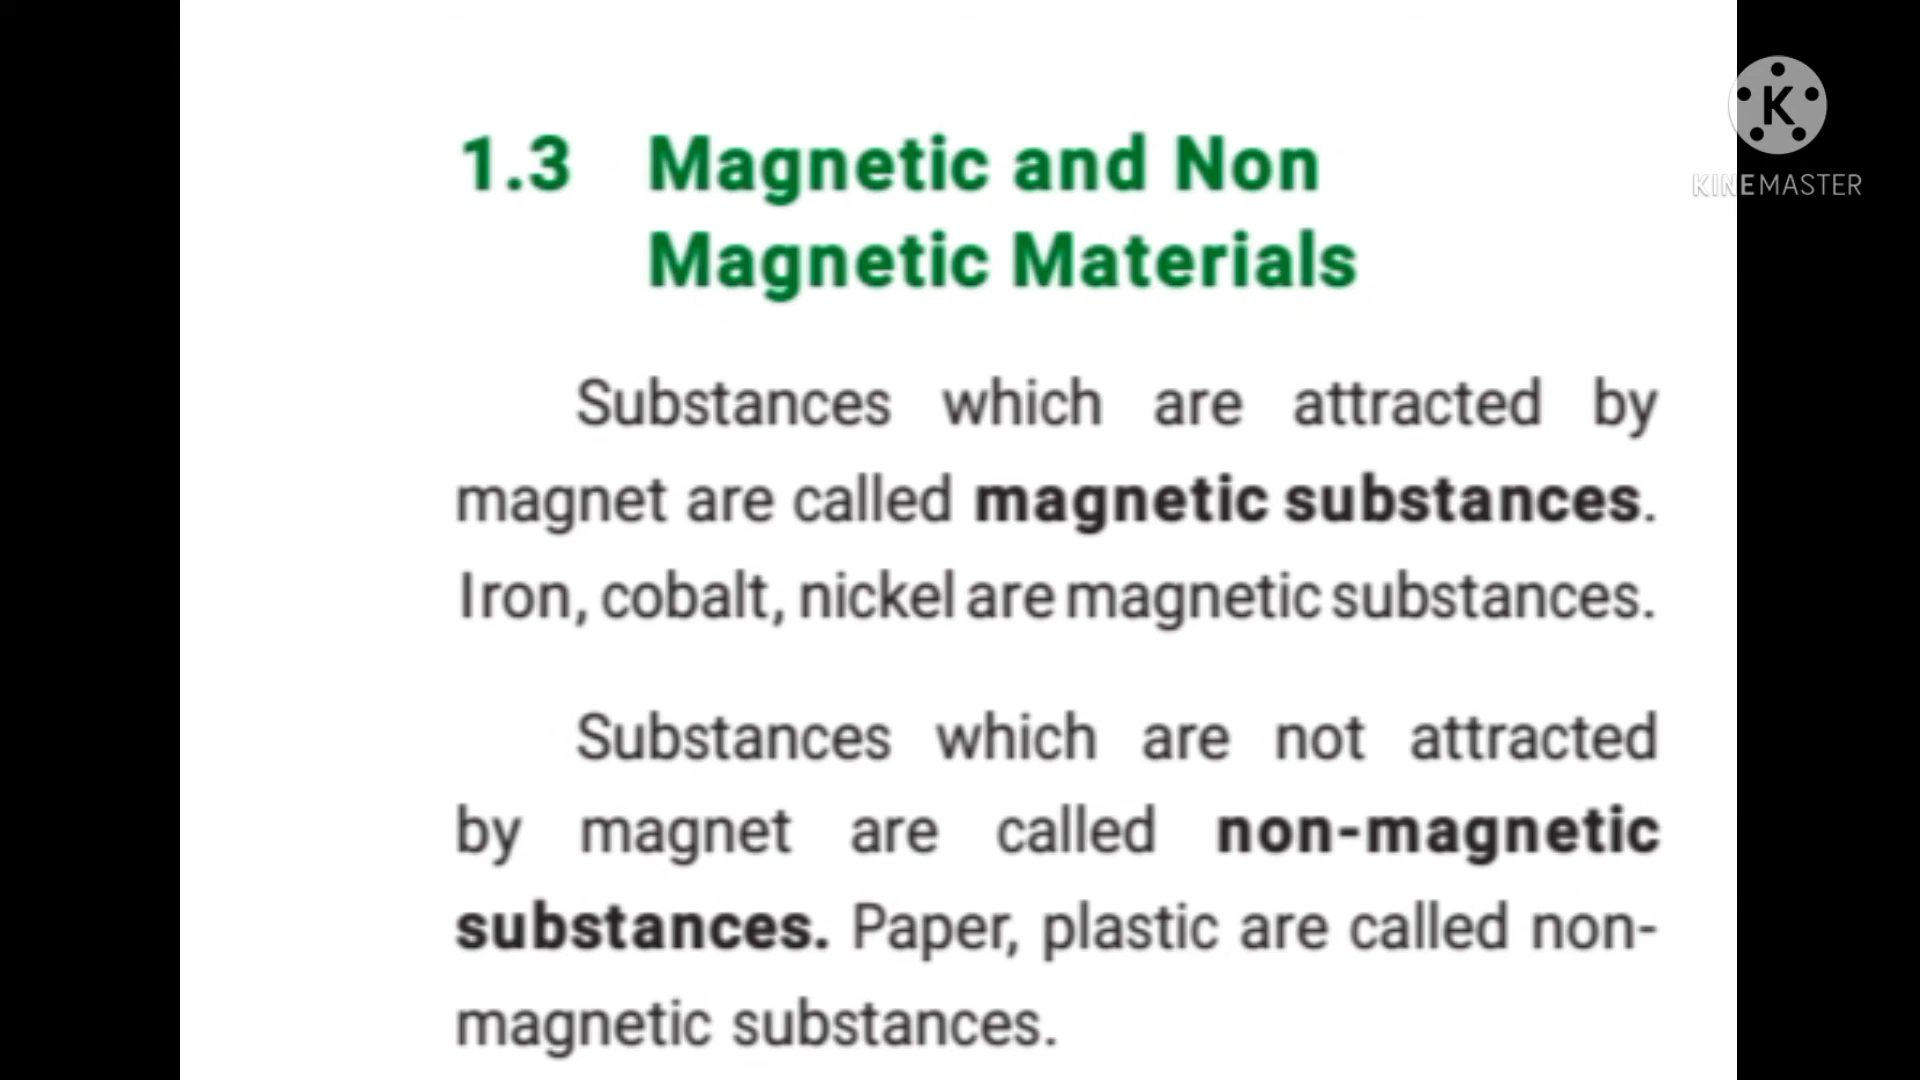 1.3 Magnetic and Non
Magnetic Materials
K
KINEMASTER
Substances which are attracted by
magnet are called magnetic substances.
Iron, cobalt, nickel are magnetic substances.
Substances which are not attracted
by magnet are called non-magnetic
substances. Paper, plastic are called non-
magnetic substances.